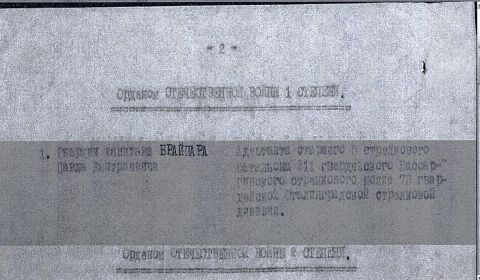 - 2 -
Орденом ОТЕЧЕСТВЕННОЙ ВОЙНЫ 1 СТЕПЕНИ.
1. Гвардии капитана БРАЙЛАРА
Павла Дмитриевича
Адъютанта старшего 3 стрелкового
батальона 211 гвардейского Басар-
гинского стрелкового полка 73 гвар-
дейской Сталинградской стрелковой
дивизии.
Орденом ОТЕЧЕСТВЕННОЙ ВОЙНЫ 2 СТЕПЕНИ.